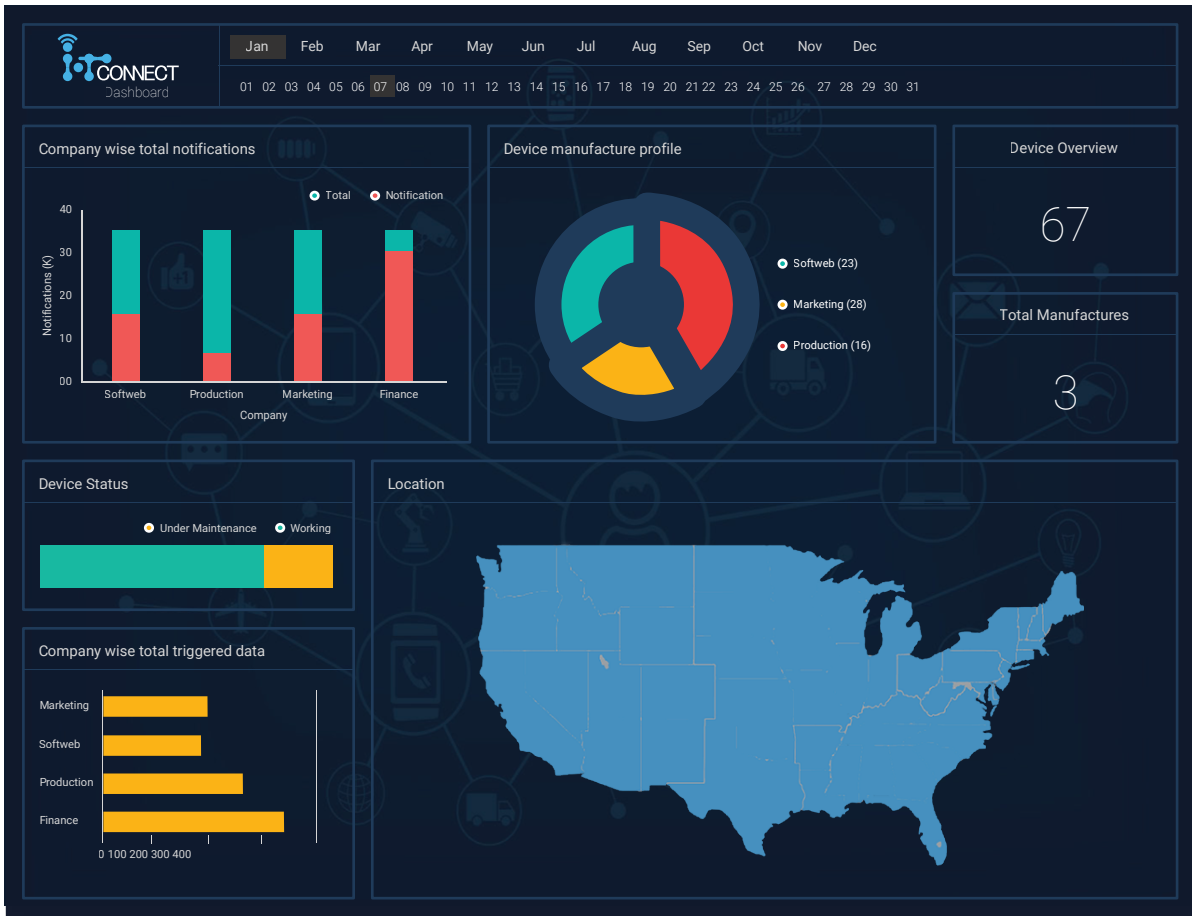 Jan Feb Mar Apr May Jun Jul Aug Sep Oct Nov Dec
IoT CONNECT
Dashboard
01 02 03 04 05 06 07 08 09 10 11 12 13 14 15 16 17 18 19 20 21 22 23 24 25 26 27 28 29 30 31
Company wise total notifications
Total Notification
40
30
20
10
00
Notifications (K)
Softweb Production Marketing Finance
Company
Device manufacture profile
Softweb (23)
Marketing (28)
Production (16)
Device Overview
67
Total Manufactures
3
Device Status
Under Maintenance Working
Company wise total triggered data
Marketing
Softweb
Production
Finance
0 100 200 300 400
Location